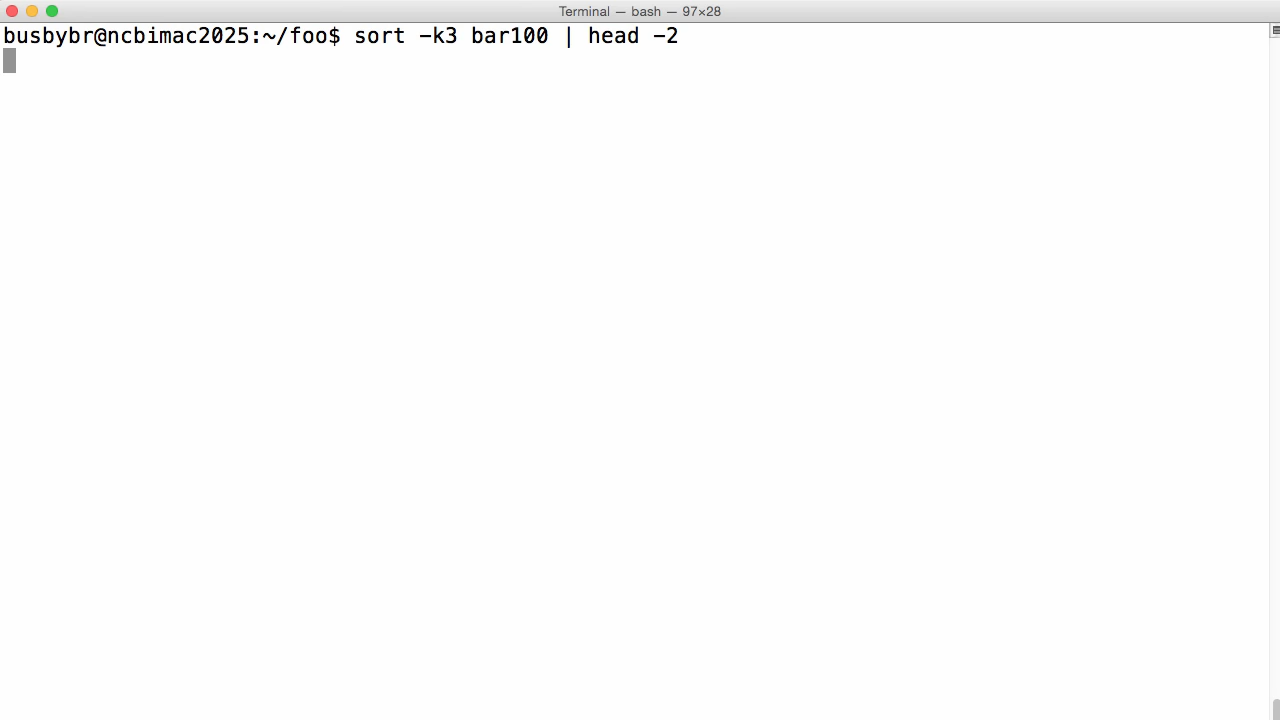 Terminal — bash — 97×28
busbybr@ncbimac2025:~/foo$ sort -k3 bar100 | head -2